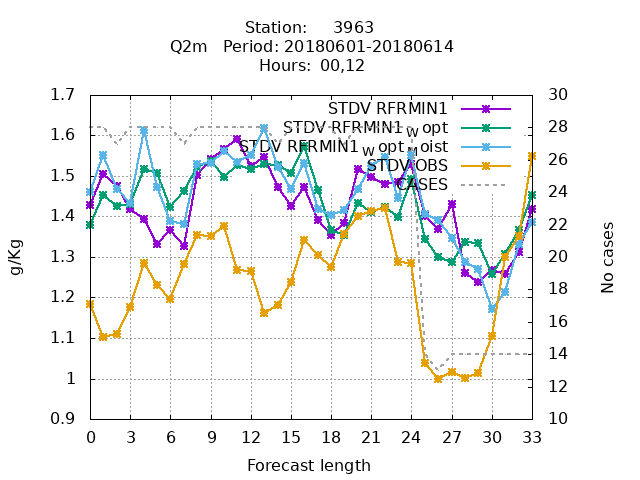 Station: 3963
Q2m Period: 20180601-20180614
Hours: 00,12
1.7 30
STDV RFRMIN1
1.6 28
STDV RFRMIN1_W opt
STDV RFRMIN1_W opt_Moist
26
STDV OBS
1.5
CASES
24
1.4 22
1.3 20
1.2 18
16
1.1
14
1
12
0.9 10
g/Kg
No cases
0 3 6 9 12 15 18 21 24 27 30 33
Forecast length